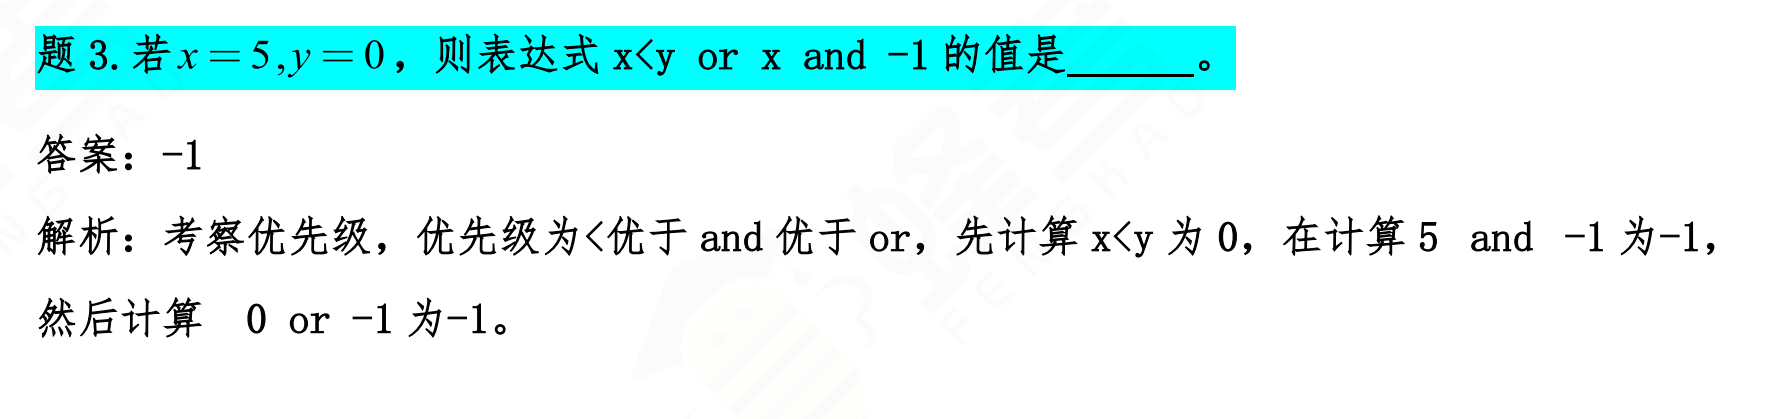 题 3. 若x=5,y=0，则表达式 x<y or x and -1 的值是______。
答案：-1
解析：考察优先级，优先级为<优于 and 优于 or，先计算 x<y 为 0，在计算 5 and -1 为-1，
然后计算 0 or -1 为-1。